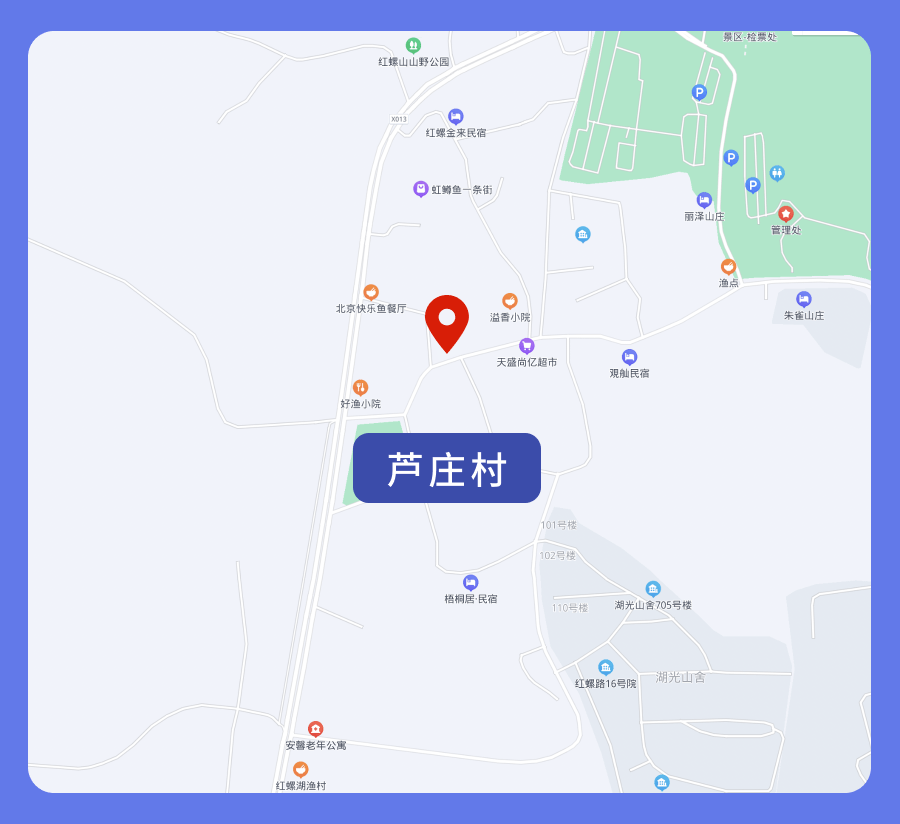 景区·检票处
红螺山山野公园
X013
红螺金来民宿
虹鳟鱼一条街
丽泽山庄
管理处
渔点
北京快乐鱼餐厅
溢香小院
朱雀山庄
天盛尚亿超市
觇舢民宿
好渔小院
芦庄村
101号楼
102号楼
梧桐居·民宿
110号楼
湖光山舍705号楼
红螺路16号院
湖光山舍
安馨老年公寓
红螺湖渔村
P
P
P